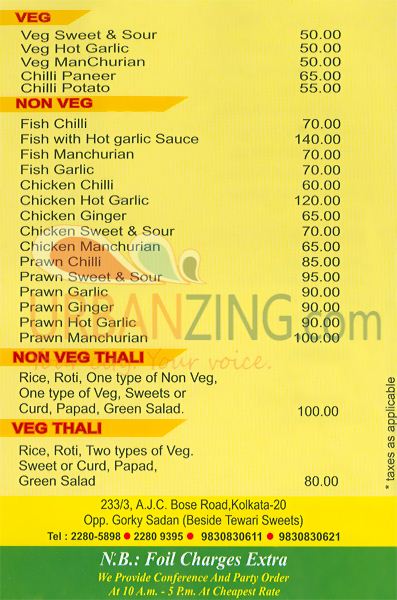 VEG
Veg Sweet & Sour 50.00
Veg Hot Garlic 50.00
Veg ManChurian 50.00
Chilli Paneer 65.00
Chilli Potato 55.00
NON VEG
Fish Chilli 70.00
Fish with Hot garlic Sauce 140.00
Fish Manchurian 70.00
Fish Garlic 70.00
Chicken Chilli 60.00
Chicken Hot Garlic 120.00
Chicken Ginger 65.00
Chicken Sweet & Sour 70.00
Chicken Manchurian 65.00
Prawn Chilli 85.00
Prawn Sweet & Sour 95.00
Prawn Garlic 90.00
Prawn Ginger 90.00
Prawn Hot Garlic 90.00
Prawn Manchurian 100.00
URBANZING.com
Your city. Your voice.
NON VEG THALI
Rice, Roti, One type of Non Veg,
One type of Veg, Sweets or
Curd, Papad, Green Salad. 100.00
VEG THALI
Rice, Roti, Two types of Veg.
Sweet or Curd, Papad,
Green Salad 80.00
* taxes as applicable
233/3, A.J.C. Bose Road,Kolkata-20
Opp. Gorky Sadan (Beside Tewari Sweets)
Tel : 2280-5898 ● 2280 9395 ● 9830830611 ● 9830830621
N.B.: Foil Charges Extra
We Provide Conference And Party Order
At 10 A.m. - 5 P.m. At Cheapest Rate